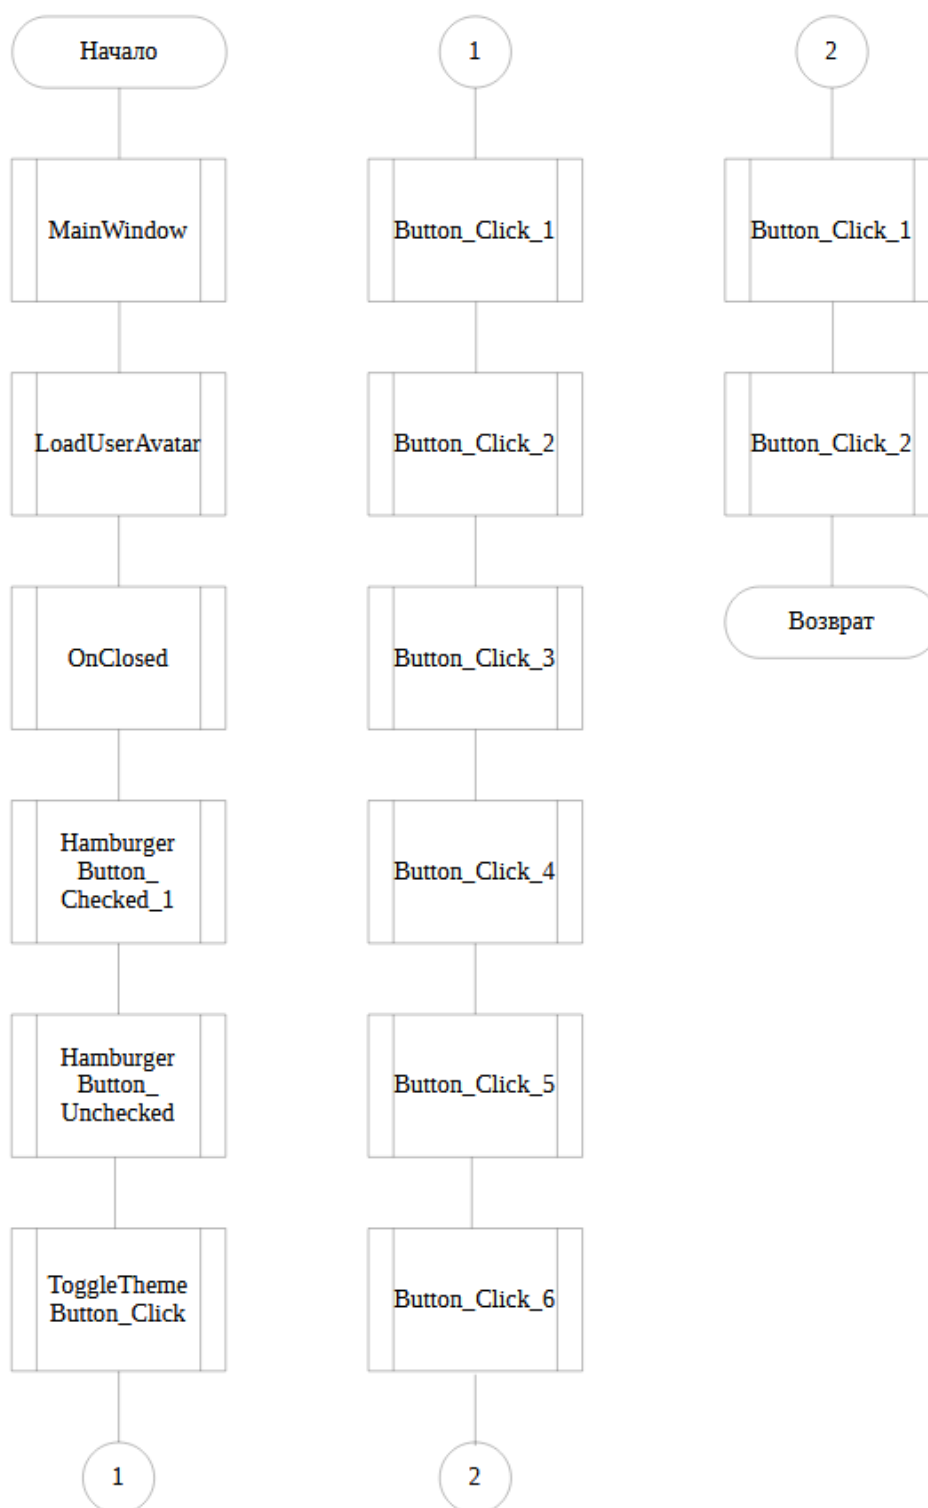 Начало
MainWindow
LoadUserAvatar
OnClosed
Hamburger
Button_
Checked_1
Hamburger
Button_
Unchecked
ToggleTheme
Button_Click
1
1
Button_Click_1
Button_Click_2
Button_Click_3
Button_Click_4
Button_Click_5
Button_Click_6
2
2
Button_Click_1
Button_Click_2
Возврат